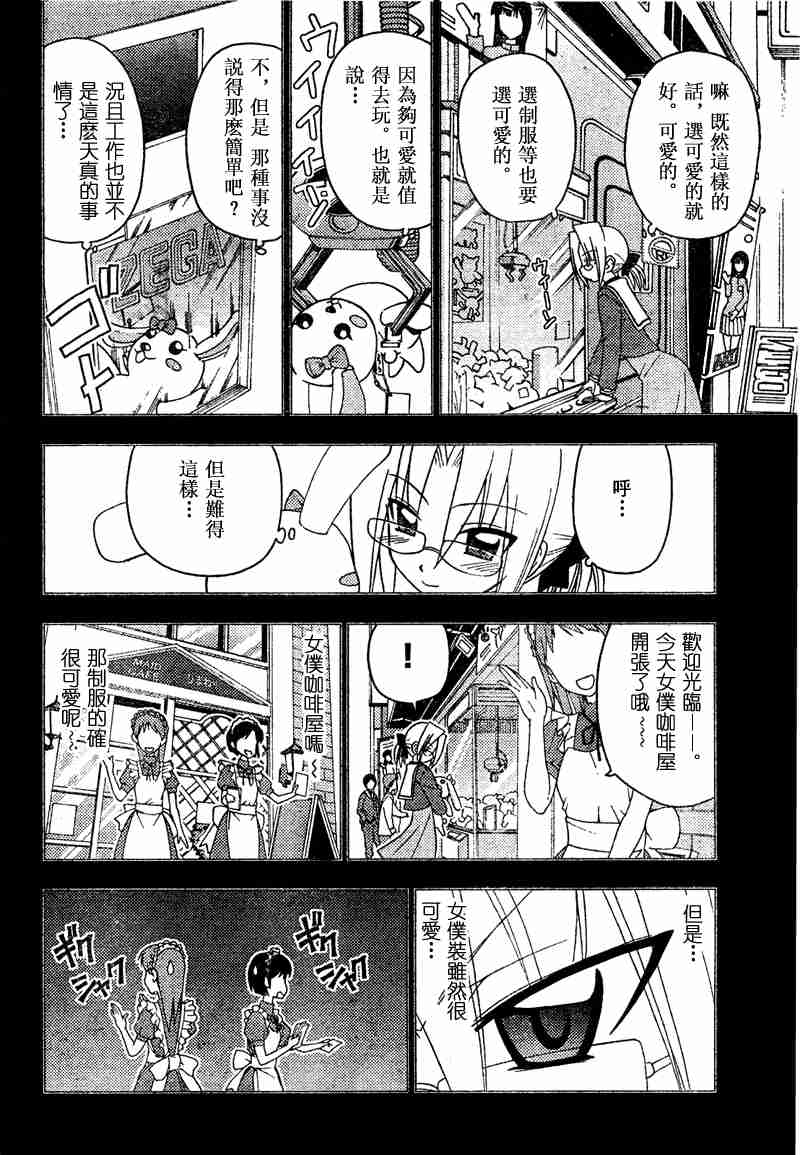 嘛 既然這樣的
話，選可愛的就
好。可愛的。
選制服等也要
選可愛的。
ウィーン
因為夠可愛就值
得去玩。也就是
說…
ウイイイン
不，但是 那種事沒
說得那麼簡單吧？
況且工作也並不
是這麼天真的事
情了…
ZEGA
ゴトッ
呼…
但是難得
這樣…
歡迎光臨——。
今天女僕咖啡屋
開張了哦～～
！
女僕咖啡屋嗎～～
那制服的確
很可愛呢～～
但是…
女僕裝雖然很
可愛…
ギク
シャク
ギク
シャク